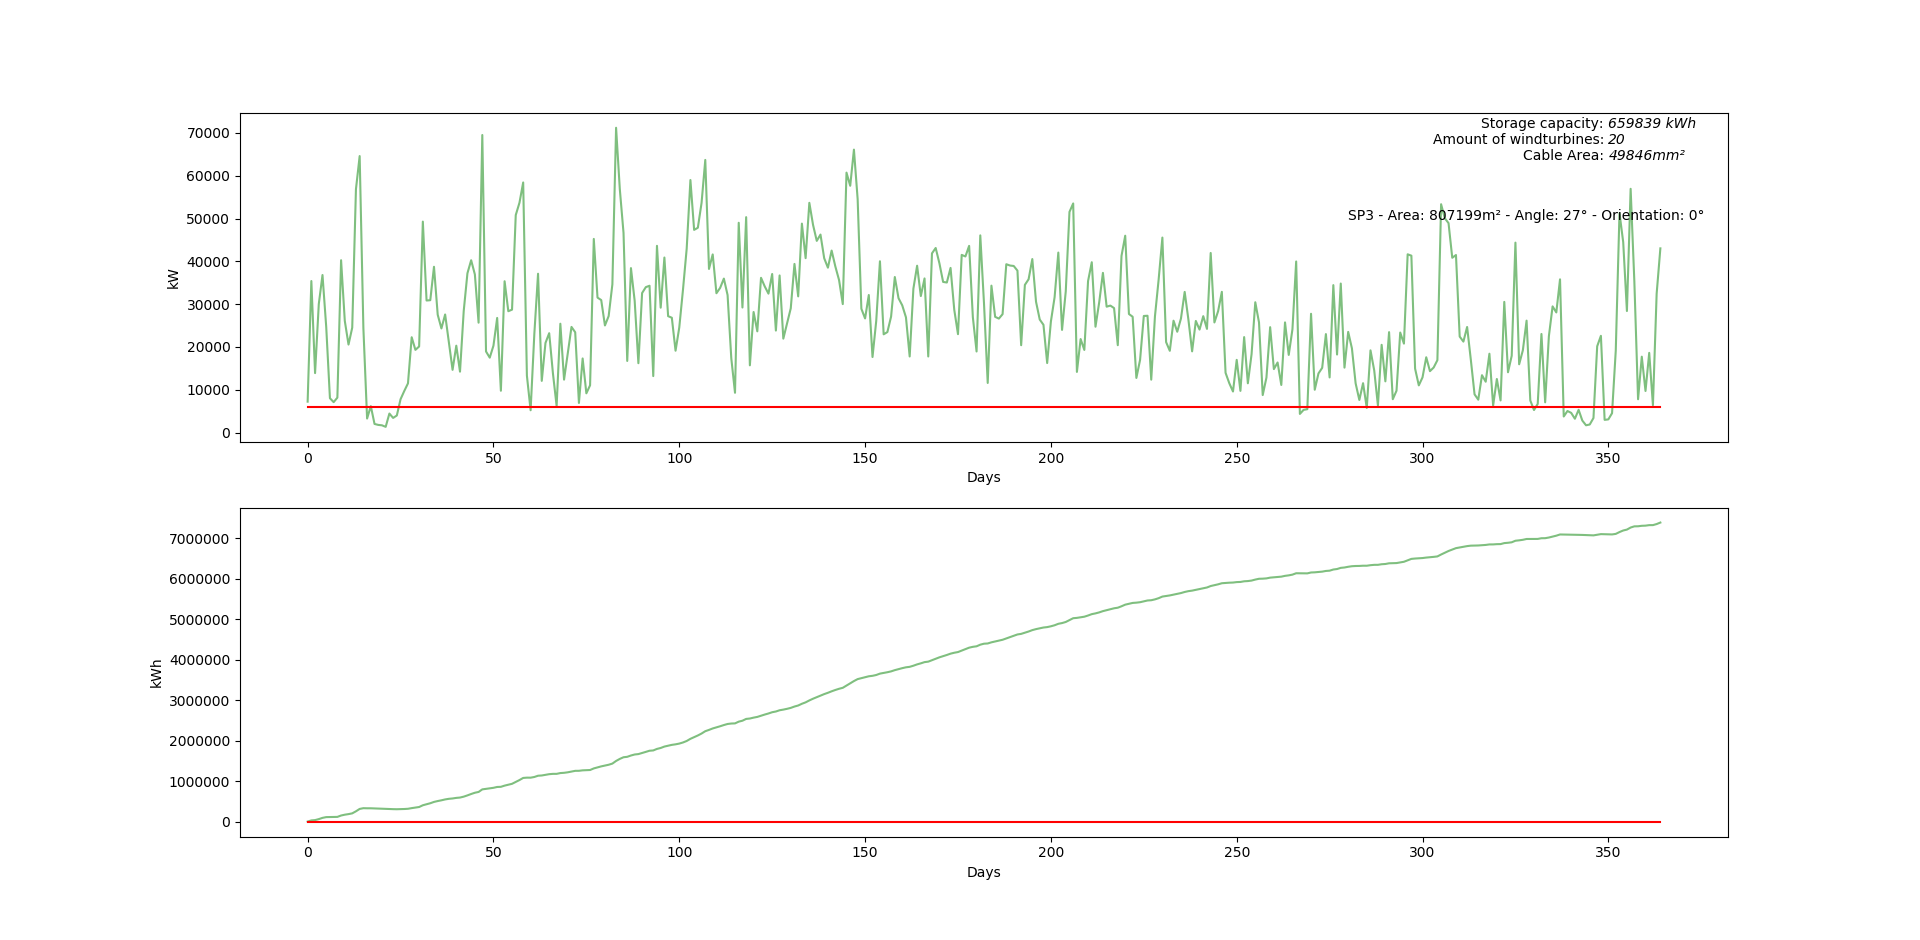 70000
60000
50000
40000
30000
20000
10000
0
kW
Storage capacity: 659839 kWh
Amount of windturbines: 20
Cable Area: 49846mm²
SP3 - Area: 807199m² - Angle: 27° - Orientation: 0°
0 50 100 150 200 250 300 350
Days
7000000
6000000
5000000
4000000
3000000
2000000
1000000
0
kWh
0 50 100 150 200 250 300 350
Days